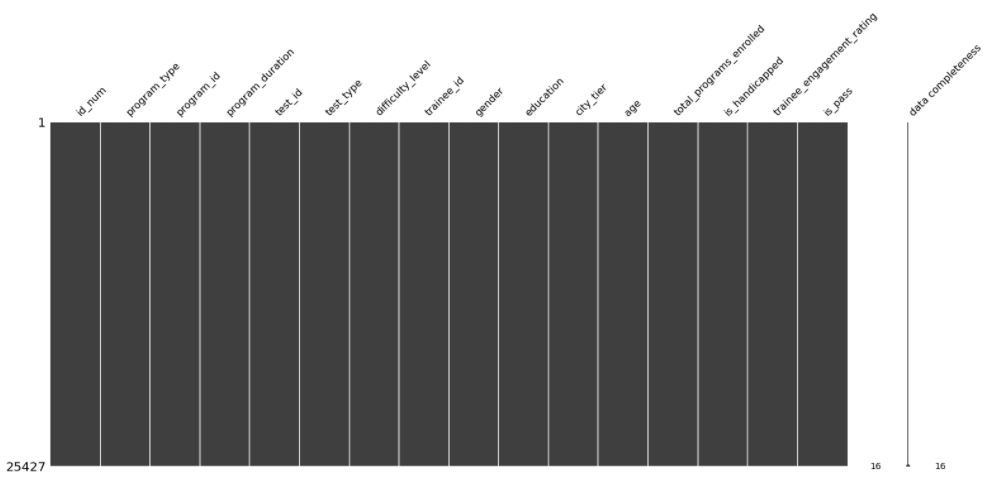 id_num
program_type
program_id
program_duration
test_id
test_type
difficulty_level
trainee_id
gender
education
city_tier
age
total_programs_enrolled
is_handicapped
trainee_engagement_rating
is_pass
data completeness
1
25427
16
16